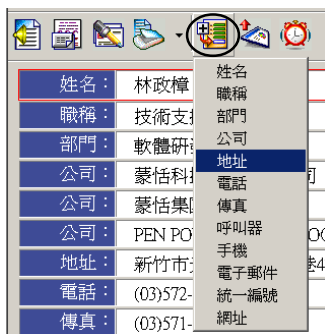 姓名： 林政樟
職稱： 技術支
部門： 軟體研
公司： 蒙恬科
公司： 蒙恬集
公司： PEN PO
地址： 新竹市
電話： (03)572-
傳真： (03)571-
姓名
職稱
部門
公司
地址
電話
傳真
呼叫器
手機
電子郵件
統一編號
網址